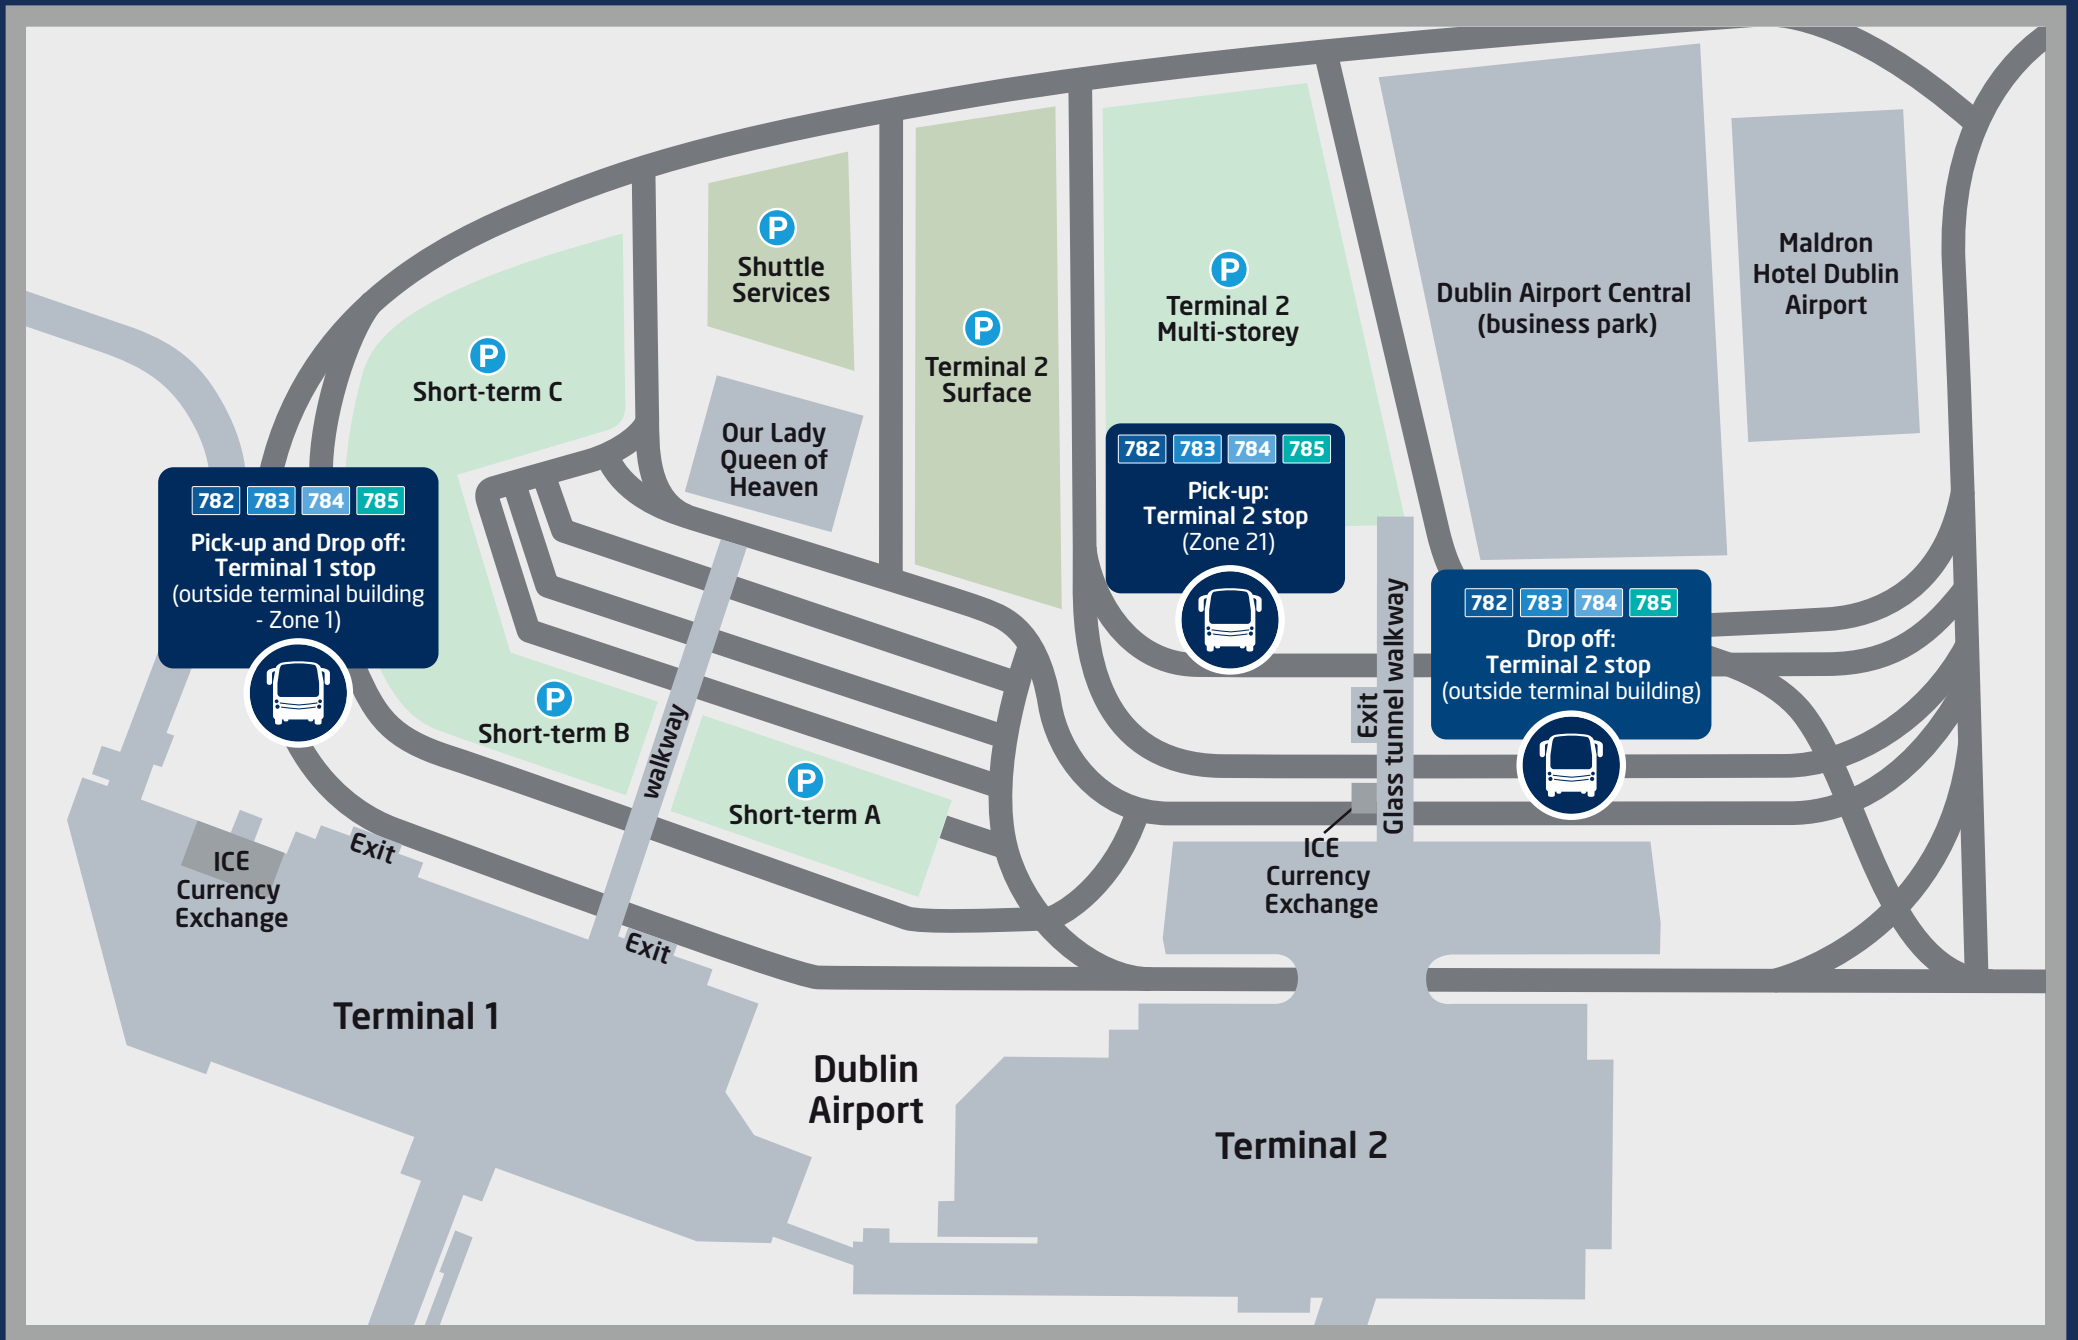 P
Shuttle
Services
P
Terminal 2
Surface
P
Terminal 2
Multi-storey
Dublin Airport Central
(business park)
Maldron
Hotel Dublin
Airport
P
Short-term C
Our Lady
Queen of
Heaven
782 783 784 785
Pick-up and Drop off:
Terminal 1 stop
(outside terminal building
- Zone 1)
782 783 784 785
Pick-up:
Terminal 2 stop
(Zone 21)
782 783 784 785
Drop off:
Terminal 2 stop
(outside terminal building)
P
Short-term B
walkway
P
Short-term A
Exit
Glass tunnel walkway
ICE
Currency
Exchange
Exit
ICE
Currency
Exchange
Exit
Terminal 1
Dublin
Airport
Terminal 2